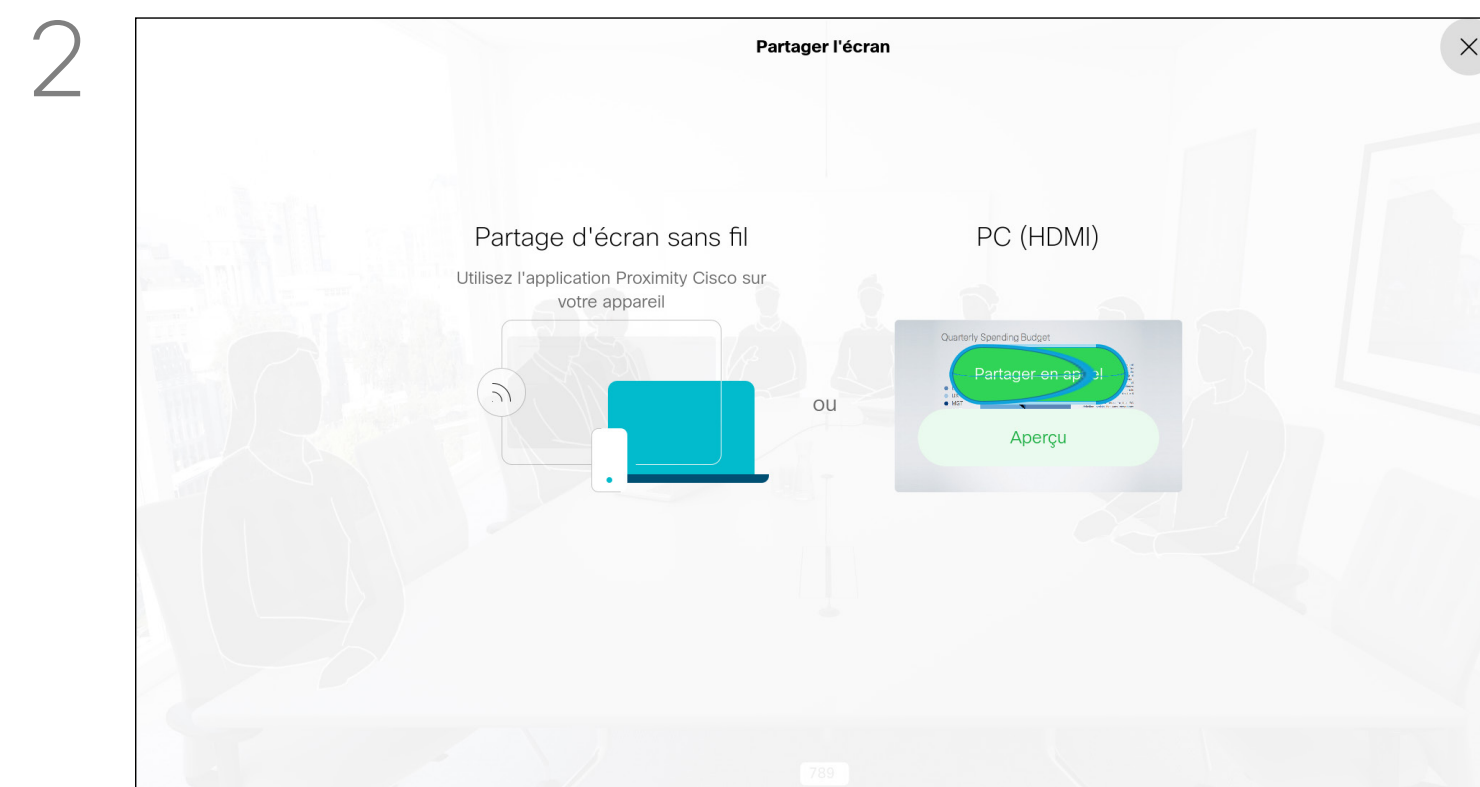 2
Partager l'écran
Partage d'écran sans fil
Utilisez l'application Proximity Cisco sur
votre appareil
ou
PC (HDMI)
Quarterly Spending Budget
Partager en appel
MGT
Aperçu
789